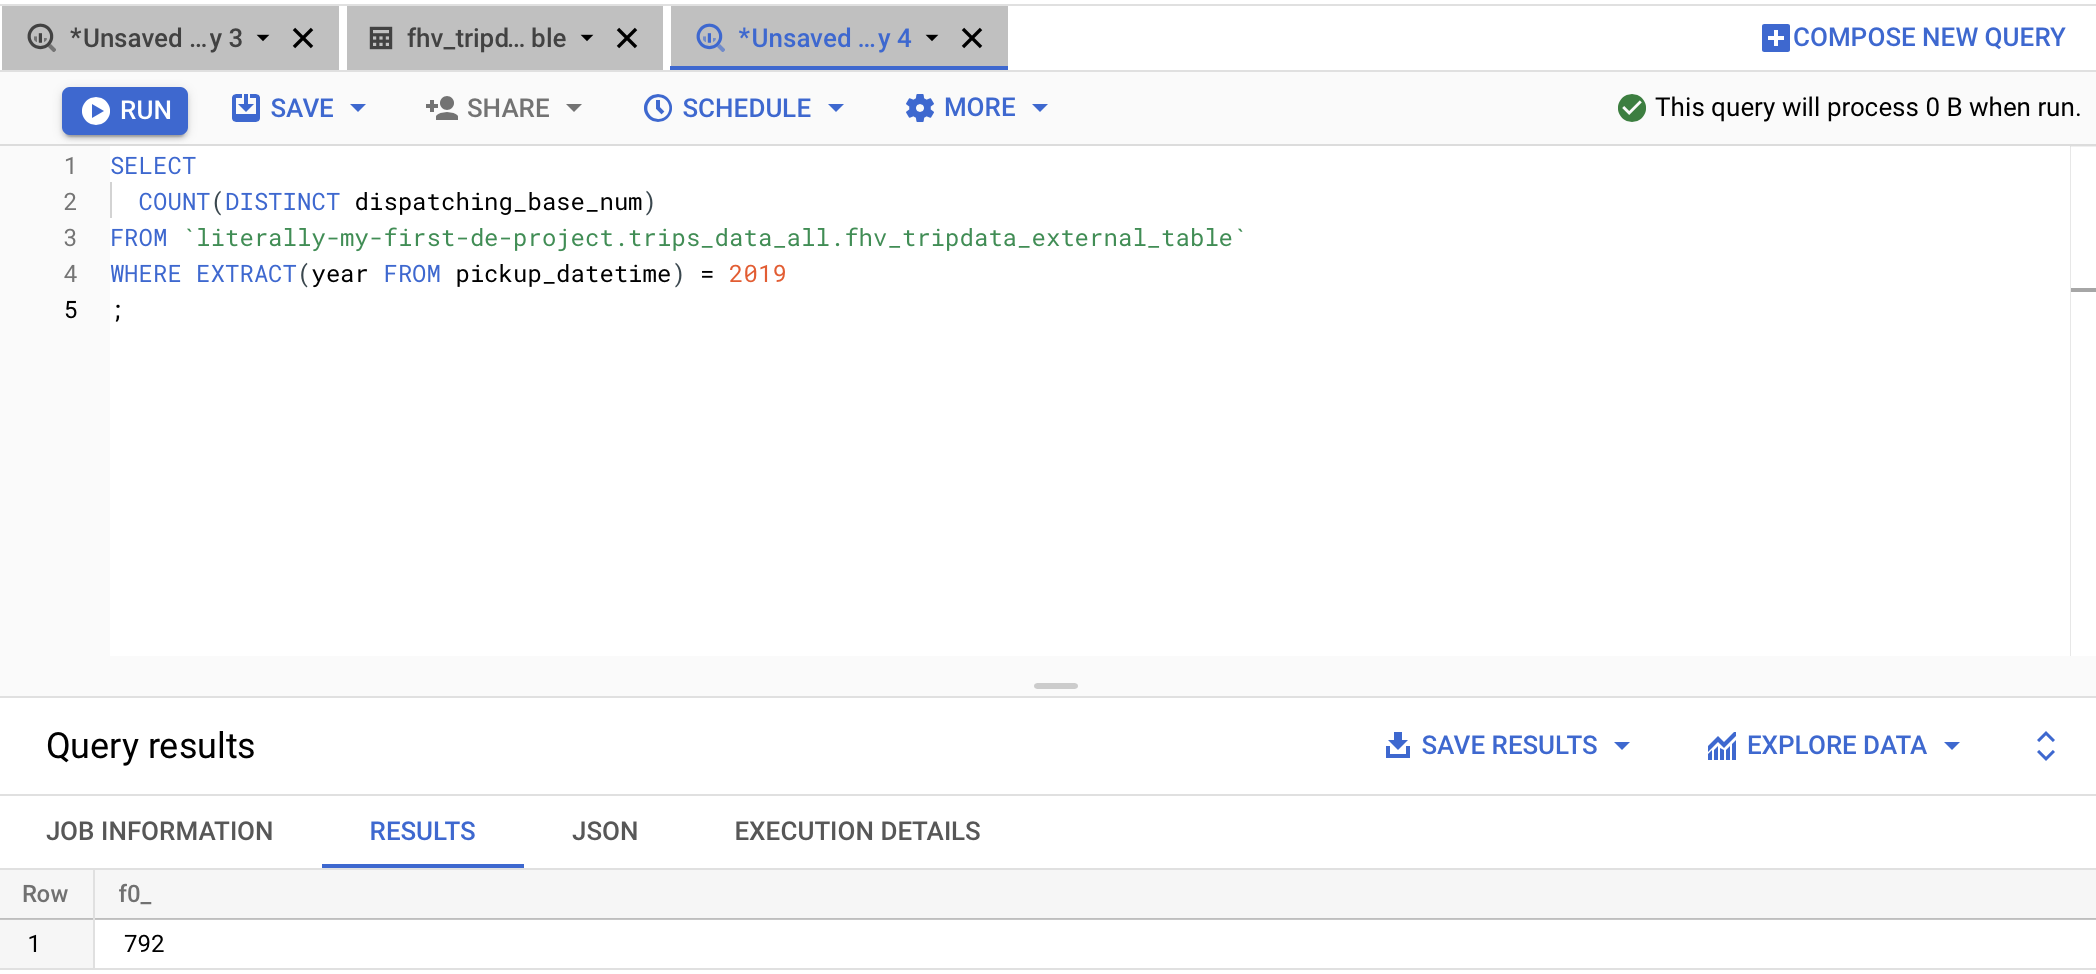 *Unsaved ...y 3 fhv_tripd... ble *Unsaved ...y 4 COMPOSE NEW QUERY
RUN SAVE SHARE SCHEDULE MORE This query will process 0 B when run.
1 SELECT
2 COUNT(DISTINCT dispatching_base_num)
3 FROM `literally-my-first-de-project.trips_data_all.fhv_tripdata_external_table`
4 WHERE EXTRACT(year FROM pickup_datetime) = 2019
5 ;
Query results SAVE RESULTS EXPLORE DATA
JOB INFORMATION RESULTS JSON EXECUTION DETAILS
Row f0_
1 792